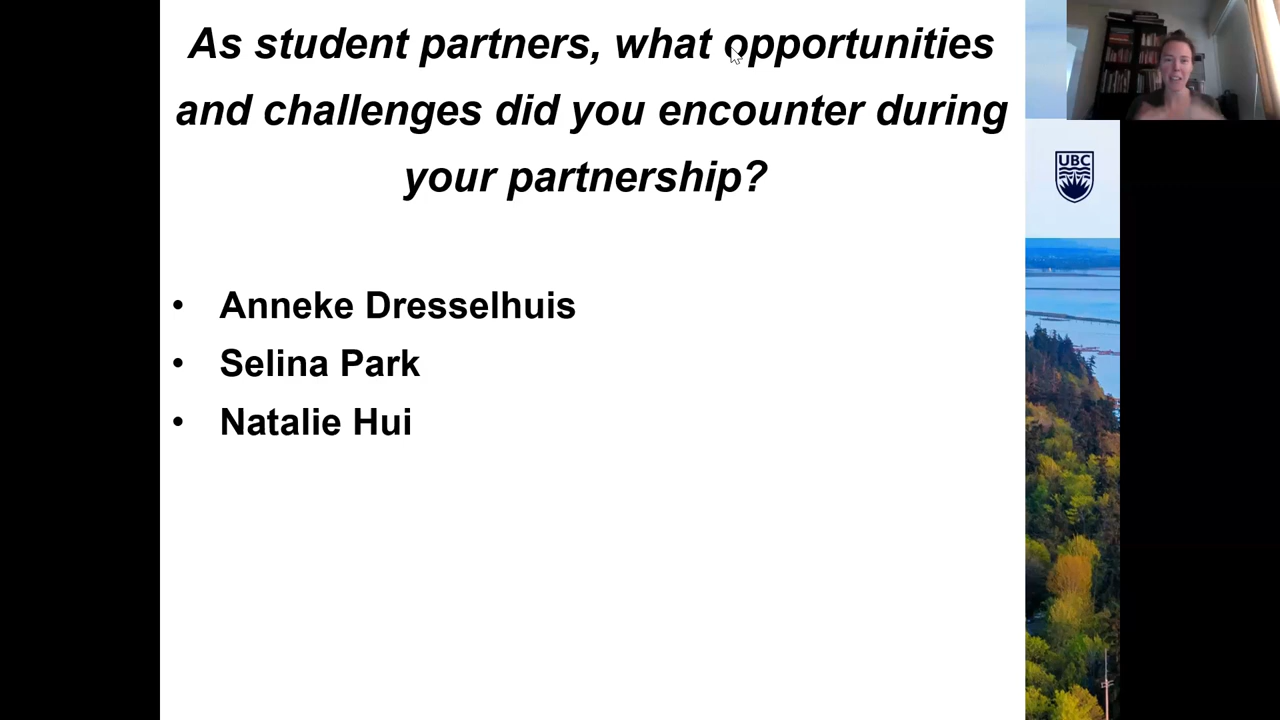 As student partners, what opportunities
and challenges did you encounter during
your partnership?
• Anneke Dresselhuis
• Selina Park
• Natalie Hui
UBC